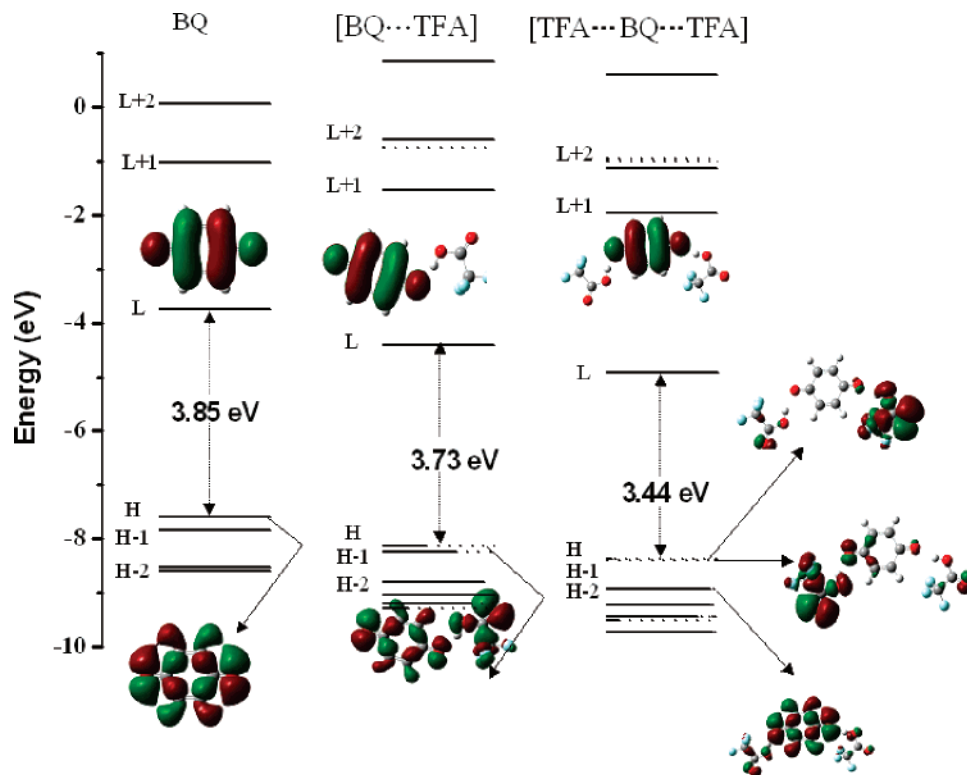 BQ
[BQ···TFA]
[TFA---BQ---TFA]
Energy (eV)
0
-2
-4
-6
-8
-10
L+2
L+1
L
3.85 eV
H
H-1
H-2
L+2
L+1
L
3.73 eV
H
H-1
H-2
L+2
L+1
L
3.44 eV
H
H-1
H-2